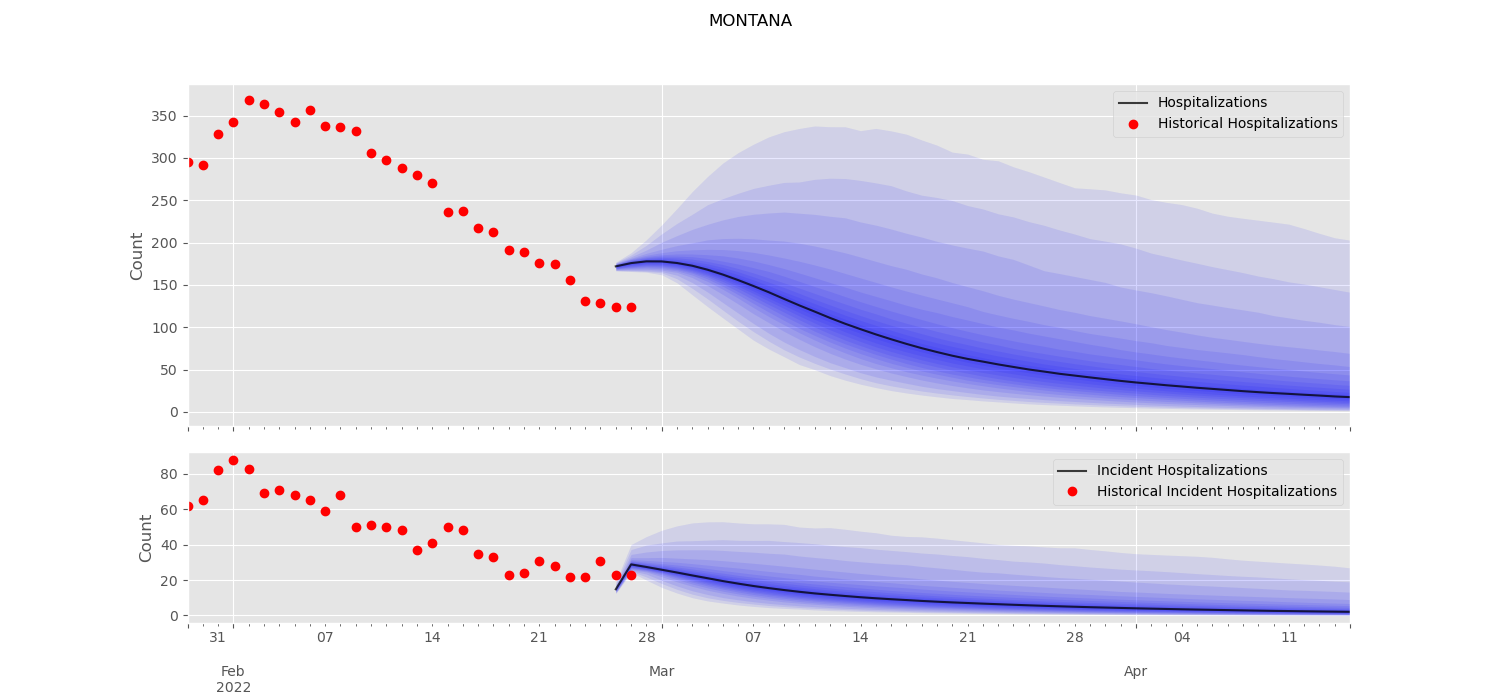 MONTANA
Count
350
300
250
200
150
100
50
0
Hospitalizations
Historical Hospitalizations
Count
80
60
40
20
0
Incident Hospitalizations
Historical Incident Hospitalizations
31 07 14 21 28 07 14 21 28 04 11
Feb Mar Apr
2022